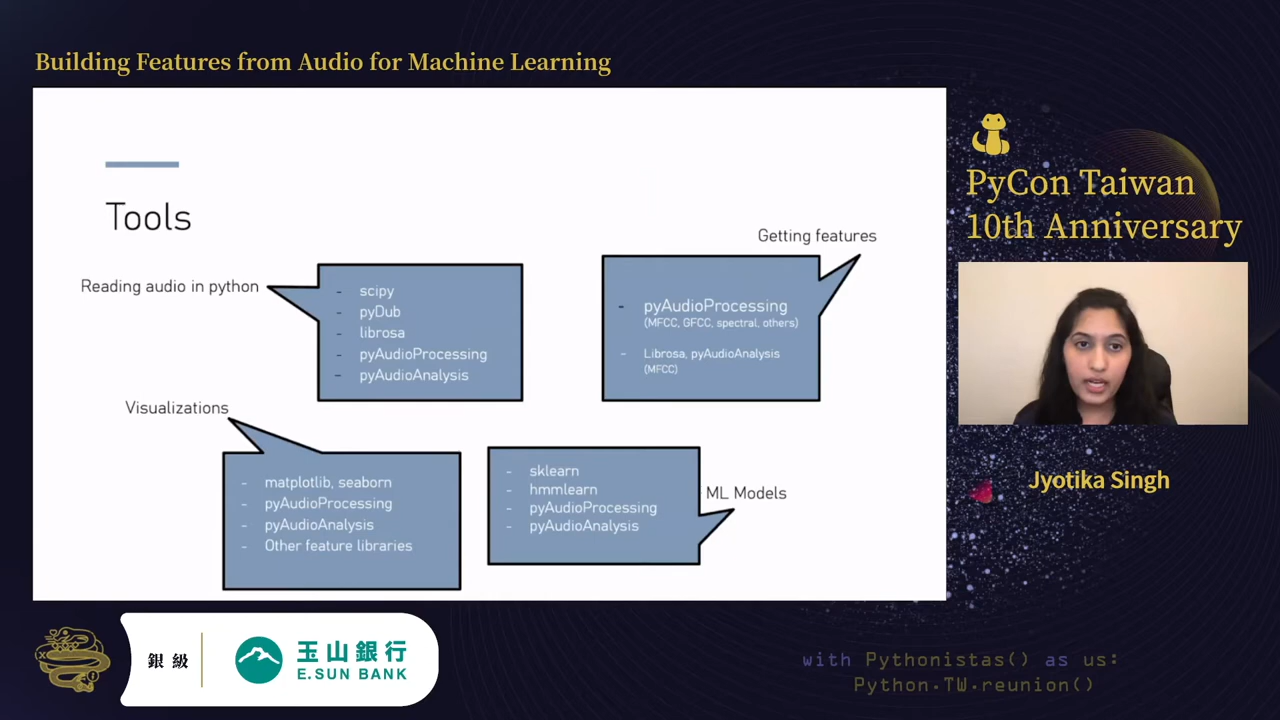 Building Features from Audio for Machine Learning
Tools
Reading audio in python
- scipy
- pyDub
- librosa
- pyAudioProcessing
- pyAudioAnalysis
Getting features
- pyAudioProcessing
(MFCC, GFCC, spectral, others)
- Librosa, pyAudioAnalysis
(MFCC)
Visualizations
- matplotlib, seaborn
- pyAudioProcessing
- pyAudioAnalysis
- Other feature libraries
- sklearn
- hmmlearn
- pyAudioProcessing
- pyAudioAnalysis
ML Models
PyCon Taiwan
10th Anniversary
Jyotika Singh
銀級
玉山銀行
E.SUN BANK
with Pythonistas() as us:
Python.TW.reunion()